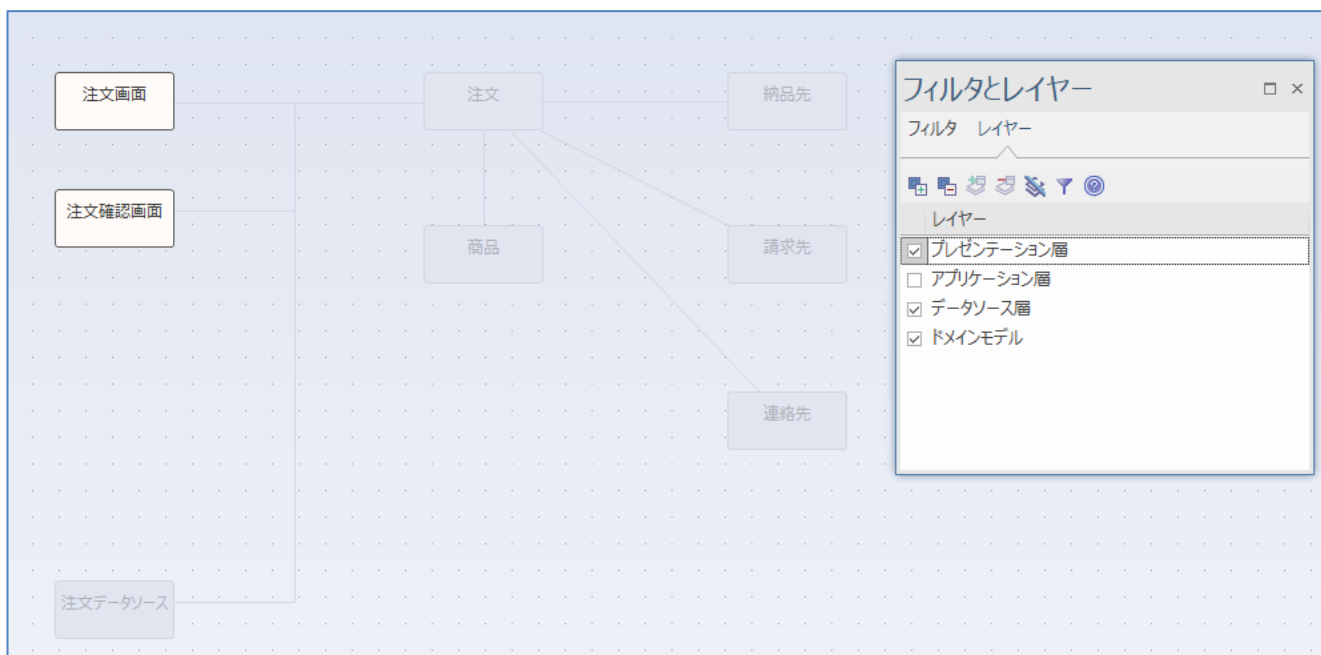 注文画面
注文
納品先
注文確認画面
商品
請求先
連絡先
注文データソース
フィルタとレイヤー
フィルタ レイヤー
レイヤー
プレゼンテーション層
アプリケーション層
データソース層
ドメインモデル